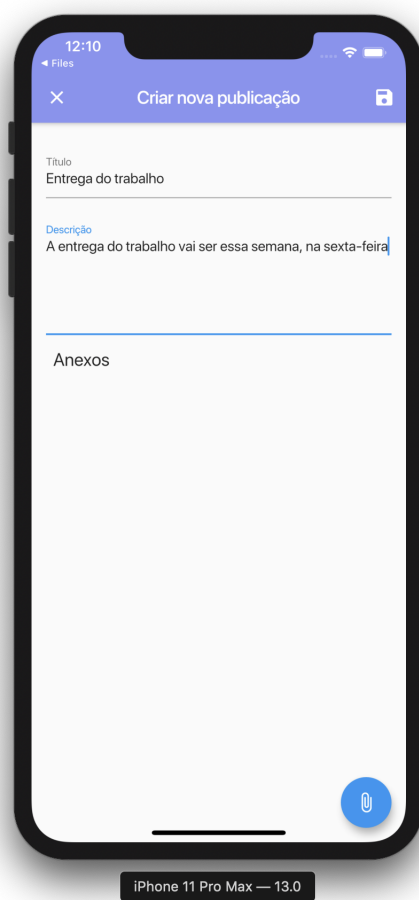 12:10
◀ Files
Criar nova publicação
Título
Entrega do trabalho
Descrição
A entrega do trabalho vai ser essa semana, na sexta-feira
Anexos
iPhone 11 Pro Max — 13.0